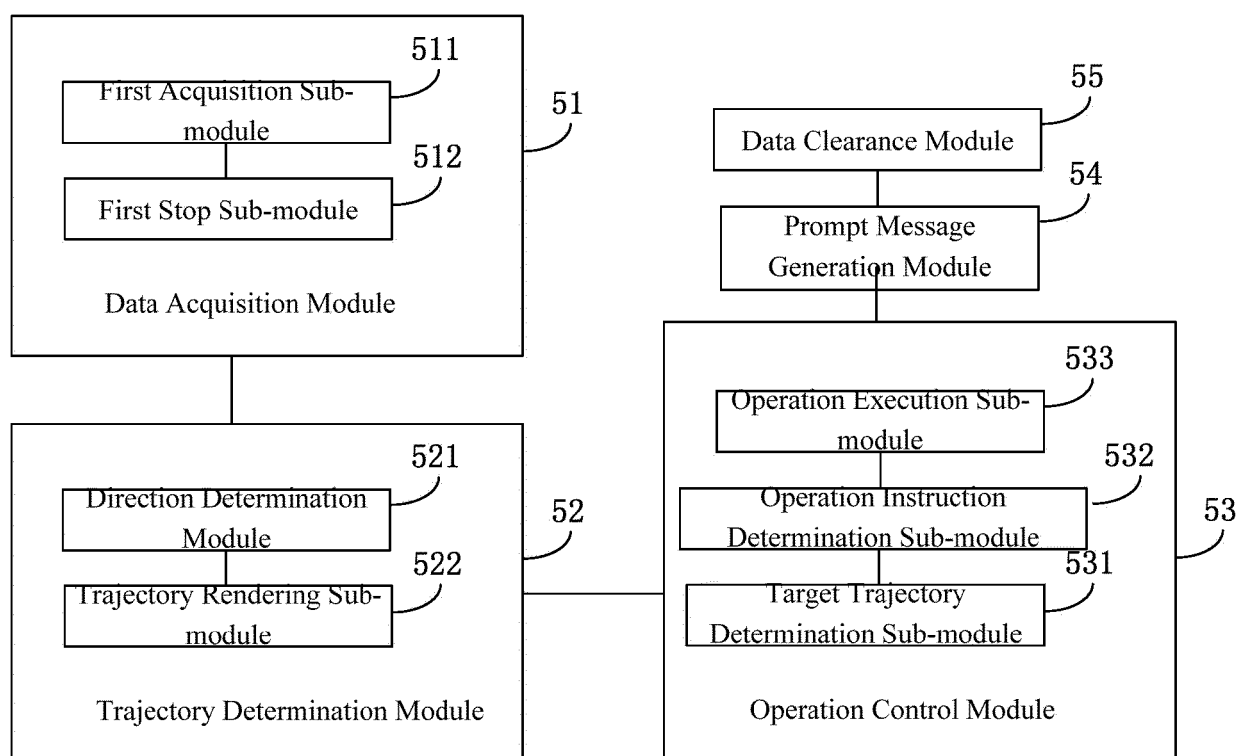 511
First Acquisition Sub-
module
51
512
First Stop Sub-module
Data Acquisition Module
55
Data Clearance Module
54
Prompt Message
Generation Module
521
Direction Determination
Module
52
522
Trajectory Rendering Sub-
module
Trajectory Determination Module
533
Operation Execution Sub-
module
532
Operation Instruction
Determination Sub-module
53
531
Target Trajectory
Determination Sub-module
Operation Control Module